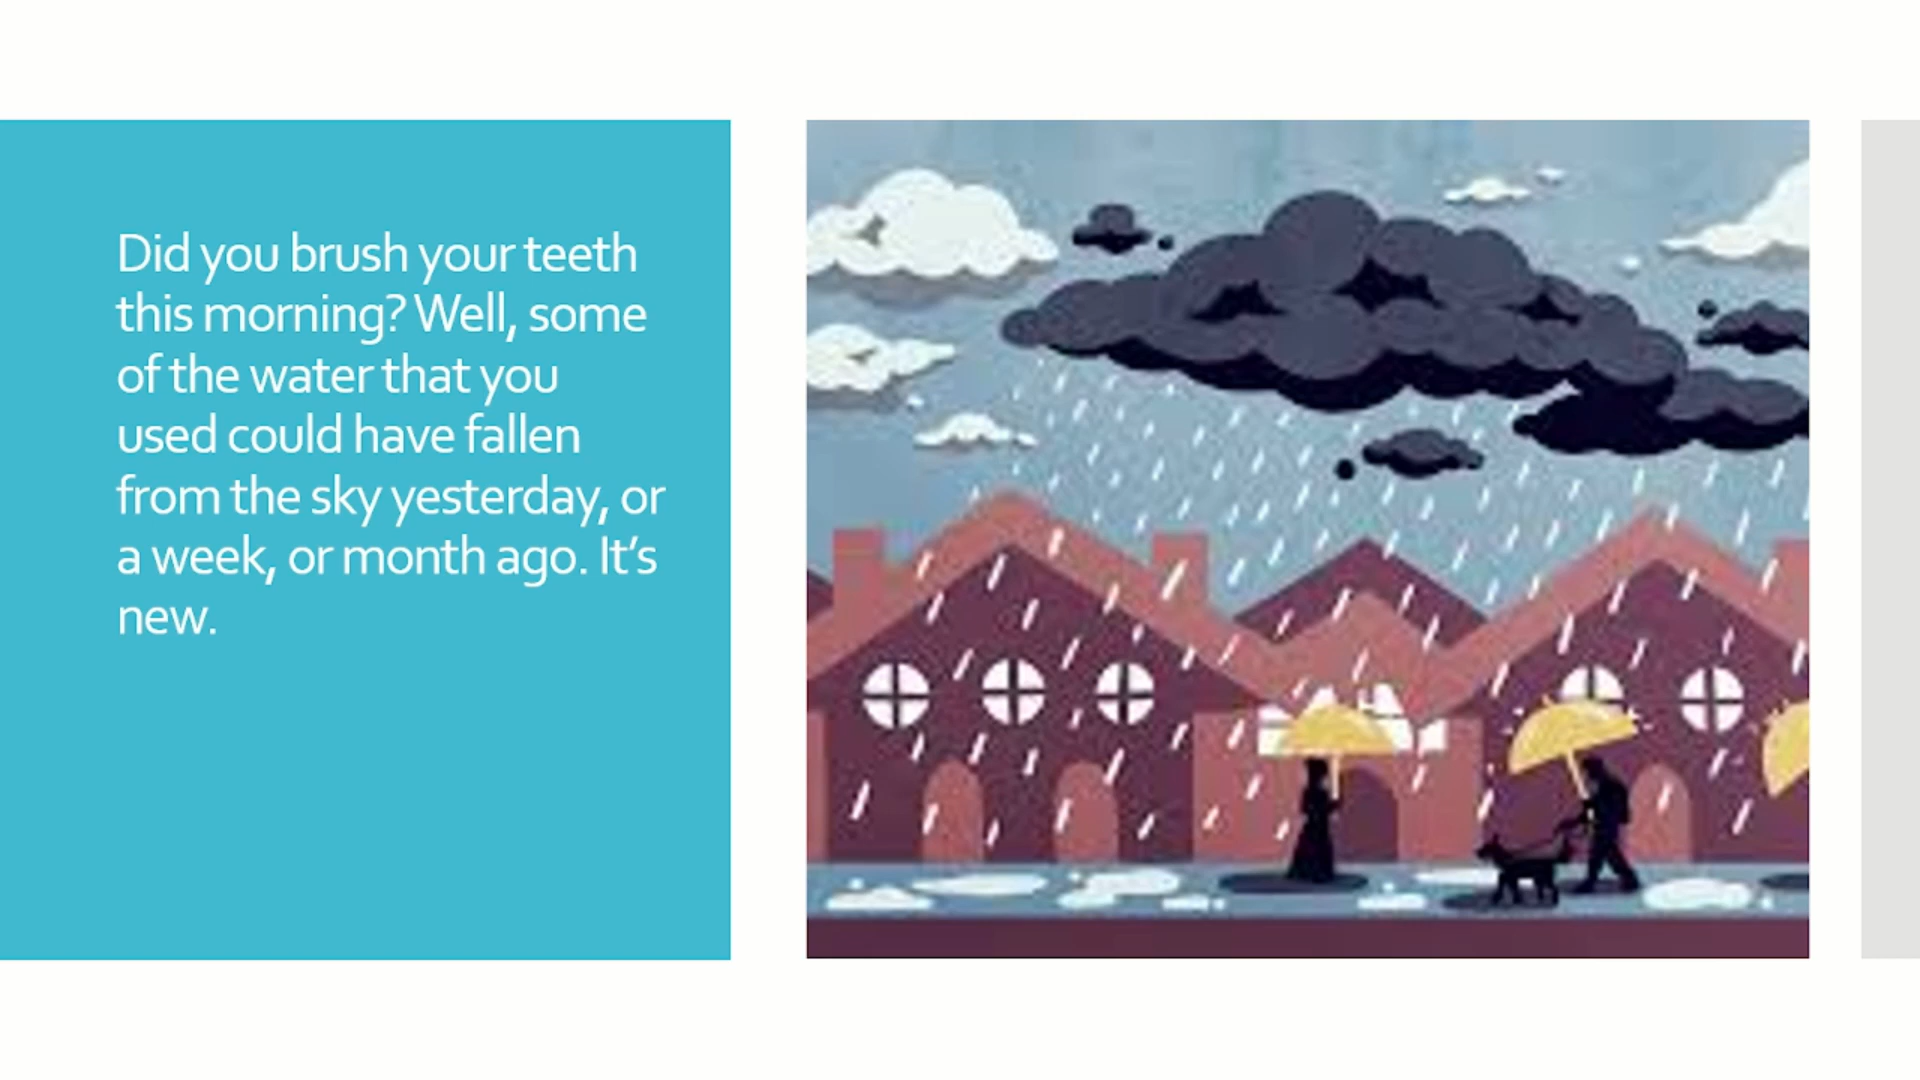 Did you brush your teeth
this morning? Well, some
of the water that you
used could have fallen
from the sky yesterday, or
a week, or month ago. It’s
new.